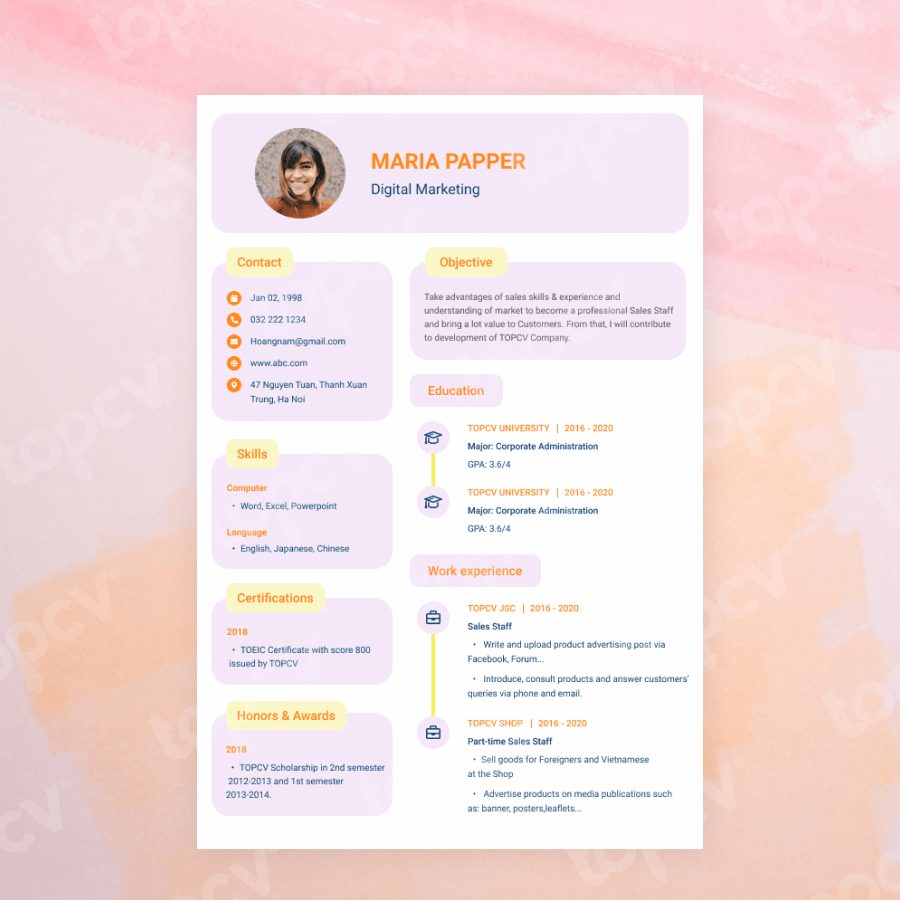 MARIA PAPPER
Digital Marketing
Contact
Jan 02, 1998
032 222 1234
Hoangnam@gmail.com
www.abc.com
47 Nguyen Tuan, Thanh Xuan
Trung, Ha Noi
Skills
Computer
• Word, Excel, Powerpoint
Language
• English, Japanese, Chinese
Certifications
2018
• TOEIC Certificate with score 800
issued by TOPCV
Honors & Awards
2018
• TOPCV Scholarship in 2nd semester
2012-2013 and 1st semester
2013-2014.
Objective
Take advantages of sales skills & experience and
understanding of market to become a professional Sales Staff
and bring a lot value to Customers. From that, I will contribute
to development of TOPCV Company.
Education
TOPCV UNIVERSITY | 2016 - 2020
Major: Corporate Administration
GPA: 3.6/4
TOPCV UNIVERSITY | 2016 - 2020
Major: Corporate Administration
GPA: 3.6/4
Work experience
TOPCV JSC | 2016 - 2020
Sales Staff
• Write and upload product advertising post via
Facebook, Forum...
• Introduce, consult products and answer customers'
queries via phone and email.
TOPCV SHOP | 2016 - 2020
Part-time Sales Staff
• Sell goods for Foreigners and Vietnamese
at the Shop
• Advertise products on media publications such
as: banner, posters,leaflets...
topcv